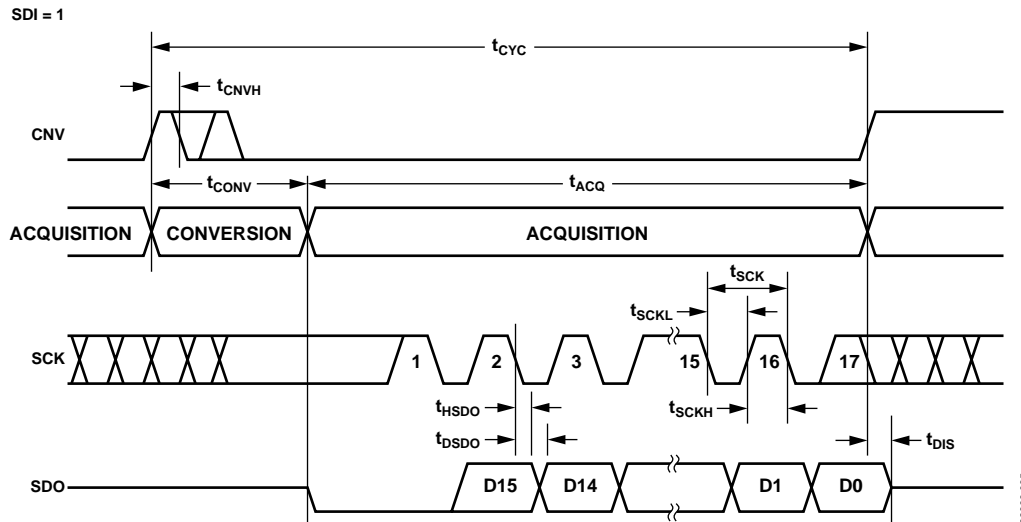 SDI = 1
tCYC
tCNVH
CNV
tCONV
tACQ
ACQUISITION
CONVERSION
ACQUISITION
tSCK
tSCKL
SCK
1
2
3
15
16
17
tHSDO
tSCKH
tDSDO
tDIS
SDO
D15
D14
D1
D0